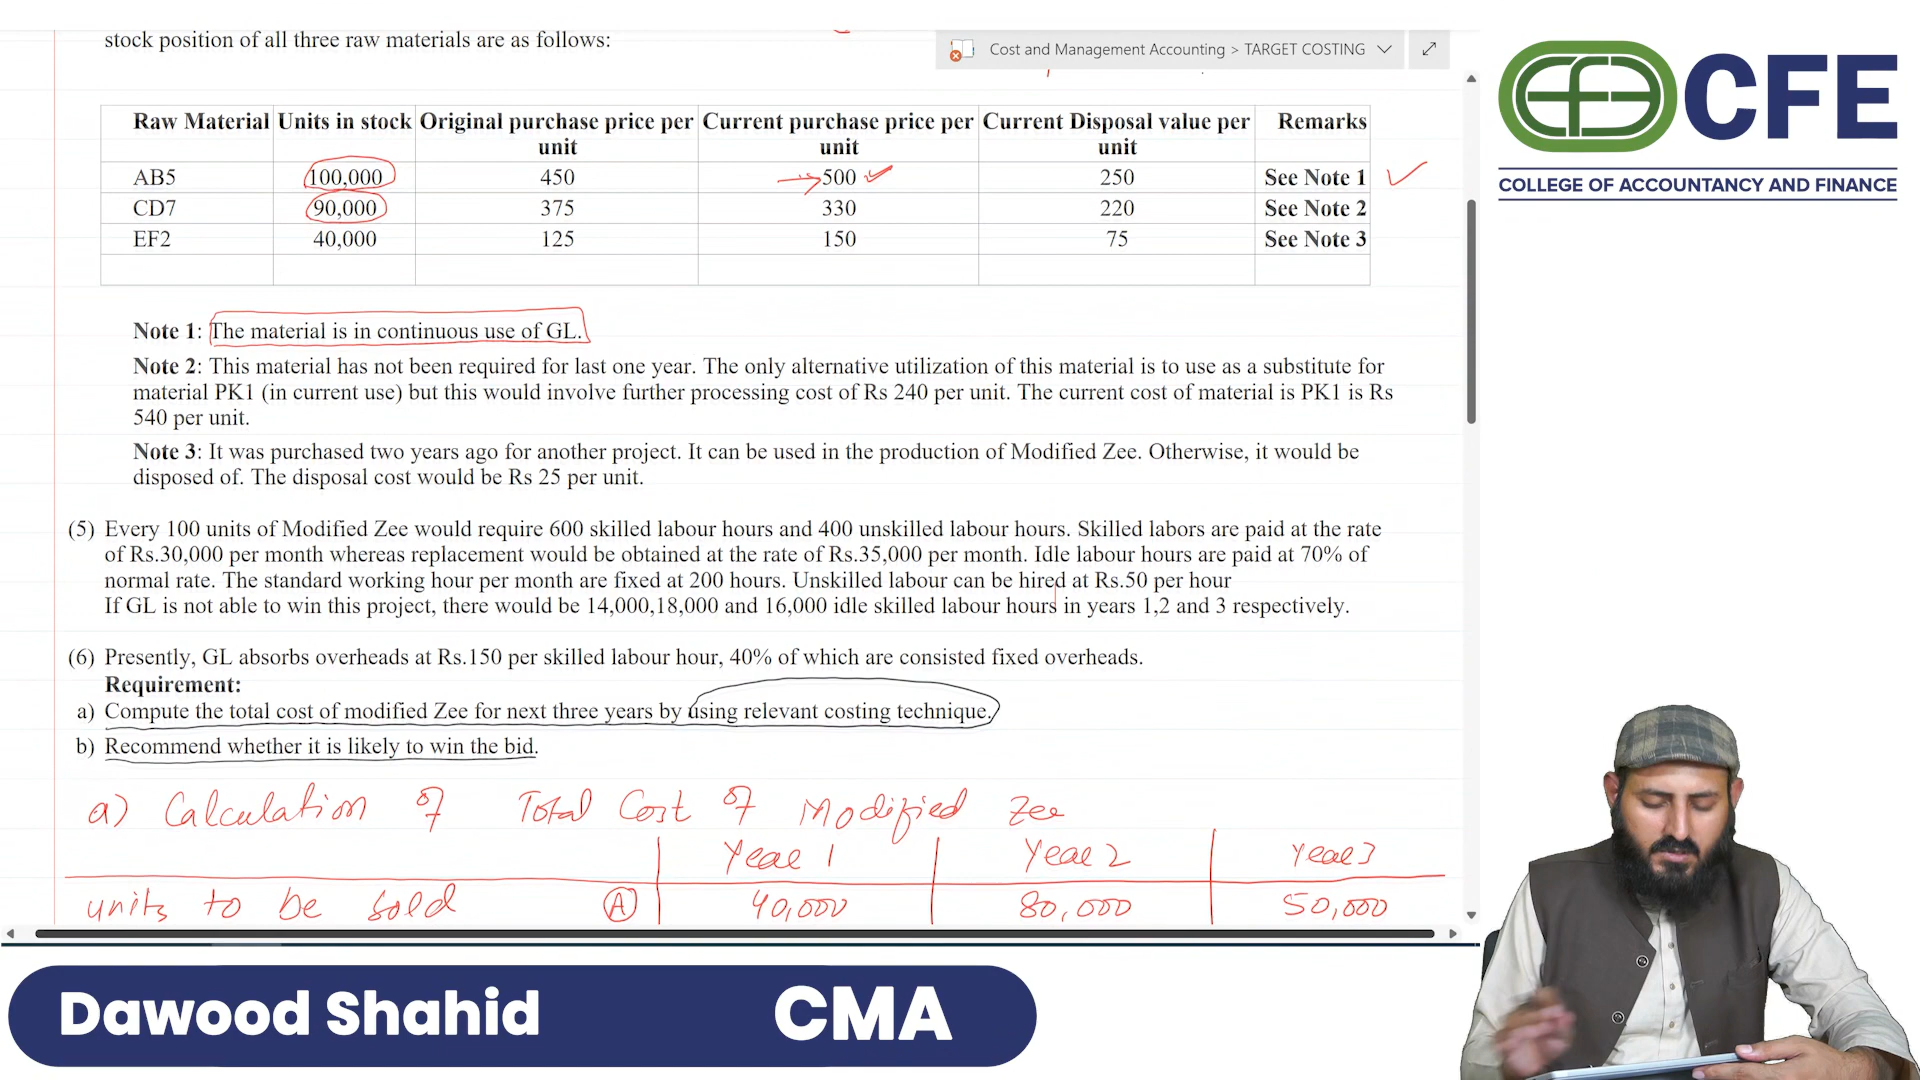 stock position of all three raw materials are as follows:
Cost and Management Accounting > TARGET COSTING
CFE
COLLEGE OF ACCOUNTANCY AND FINANCE
Raw Material Units in stock Original purchase price per unit Current purchase price per unit Current Disposal value per unit Remarks
AB5 100,000 450 500 250 See Note 1
CD7 90,000 375 330 220 See Note 2
EF2 40,000 125 150 75 See Note 3
Note 1: The material is in continuous use of GL.
Note 2: This material has not been required for last one year. The only alternative utilization of this material is to use as a substitute for
material PK1 (in current use) but this would involve further processing cost of Rs 240 per unit. The current cost of material is PK1 is Rs
540 per unit.
Note 3: It was purchased two years ago for another project. It can be used in the production of Modified Zee. Otherwise, it would be
disposed of. The disposal cost would be Rs 25 per unit.
(5) Every 100 units of Modified Zee would require 600 skilled labour hours and 400 unskilled labour hours. Skilled labors are paid at the rate
of Rs.30,000 per month whereas replacement would be obtained at the rate of Rs.35,000 per month. Idle labour hours are paid at 70% of
normal rate. The standard working hour per month are fixed at 200 hours. Unskilled labour can be hired at Rs.50 per hour
If GL is not able to win this project, there would be 14,000,18,000 and 16,000 idle skilled labour hours in years 1,2 and 3 respectively.
(6) Presently, GL absorbs overheads at Rs.150 per skilled labour hour, 40% of which are consisted fixed overheads.
Requirement:
a) Compute the total cost of modified Zee for next three years by using relevant costing technique.
b) Recommend whether it is likely to win the bid.
a) Calculation of Total Cost of Modified Zee
Year 1 Year 2 Year 3
units to be sold A 40,000 80,000 50,000
Dawood Shahid CMA